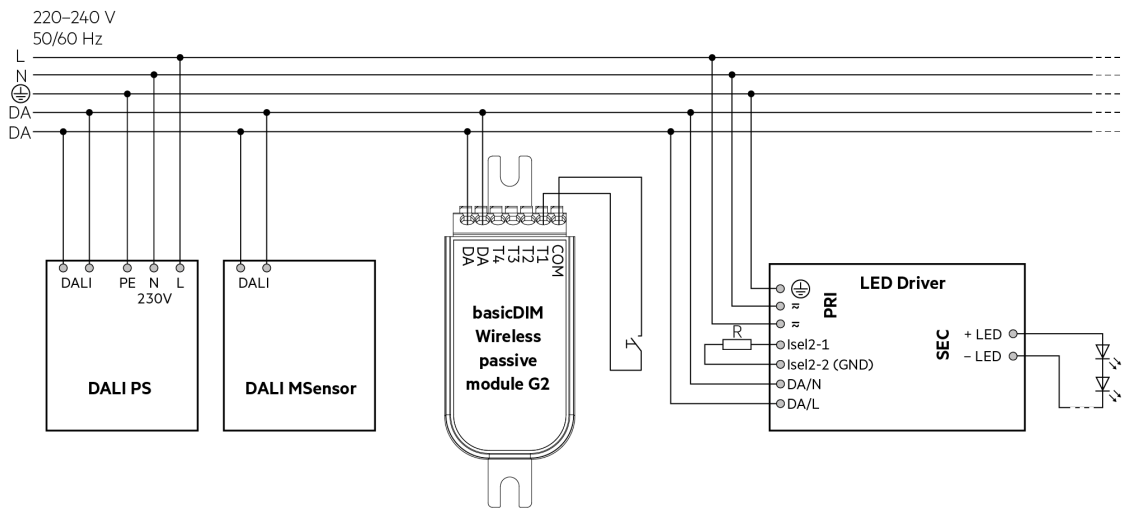 220–240 V
50/60 Hz
L
N
DA
DA
DALI PE N L
230V
DALI PS
DALI
DALI MSensor
DA DA T4 T3 T2 T1 COM
basicDIM
Wireless
passive
module G2
LED Driver
PRI
≂
≂
R
Isel2-1
Isel2-2 (GND)
DA/N
DA/L
SEC
+ LED
– LED